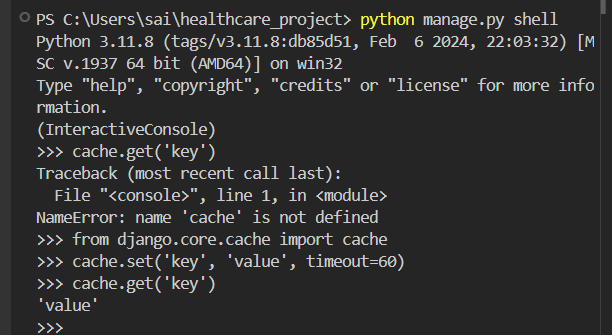 PS C:\Users\sai\healthcare_project> python manage.py shell
Python 3.11.8 (tags/v3.11.8:db85d51, Feb  6 2024, 22:03:32) [M
SC v.1937 64 bit (AMD64)] on win32
Type "help", "copyright", "credits" or "license" for more info
rmation.
(InteractiveConsole)
>>> cache.get('key')
Traceback (most recent call last):
  File "<console>", line 1, in <module>
NameError: name 'cache' is not defined
>>> from django.core.cache import cache
>>> cache.set('key', 'value', timeout=60)
>>> cache.get('key')
'value'
>>>